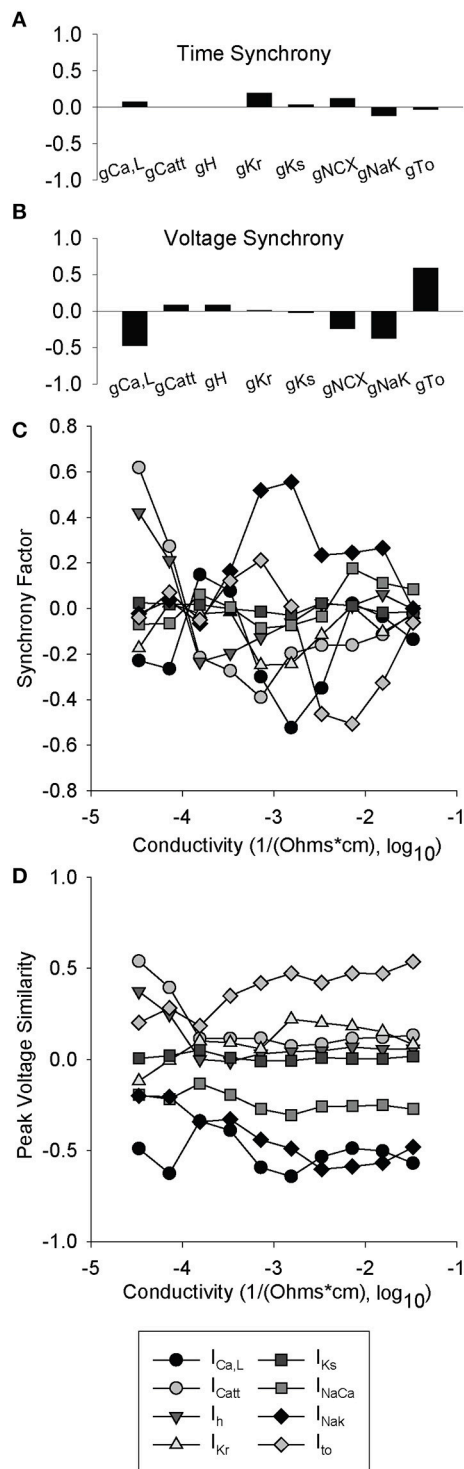 A
Time Synchrony
1.0
0.5
0.0
-0.5
-1.0
gCa,L gCatt gH gKr gKs gNCX gNaK gTo
B
Voltage Synchrony
1.0
0.5
0.0
-0.5
-1.0
gCa,L gCatt gH gKr gKs gNCX gNaK gTo
C
Synchrony Factor
0.8
0.6
0.4
0.2
0.0
-0.2
-0.4
-0.6
-0.8
-5 -4 -3 -2 -1
Conductivity (1/(Ohms*cm), log10)
D
Peak Voltage Similarity
1.0
0.5
0.0
-0.5
-1.0
-5 -4 -3 -2 -1
Conductivity (1/(Ohms*cm), log10)
ICa,L
ICatt
Ih
IKr
IKs
INaCa
INak
Ito